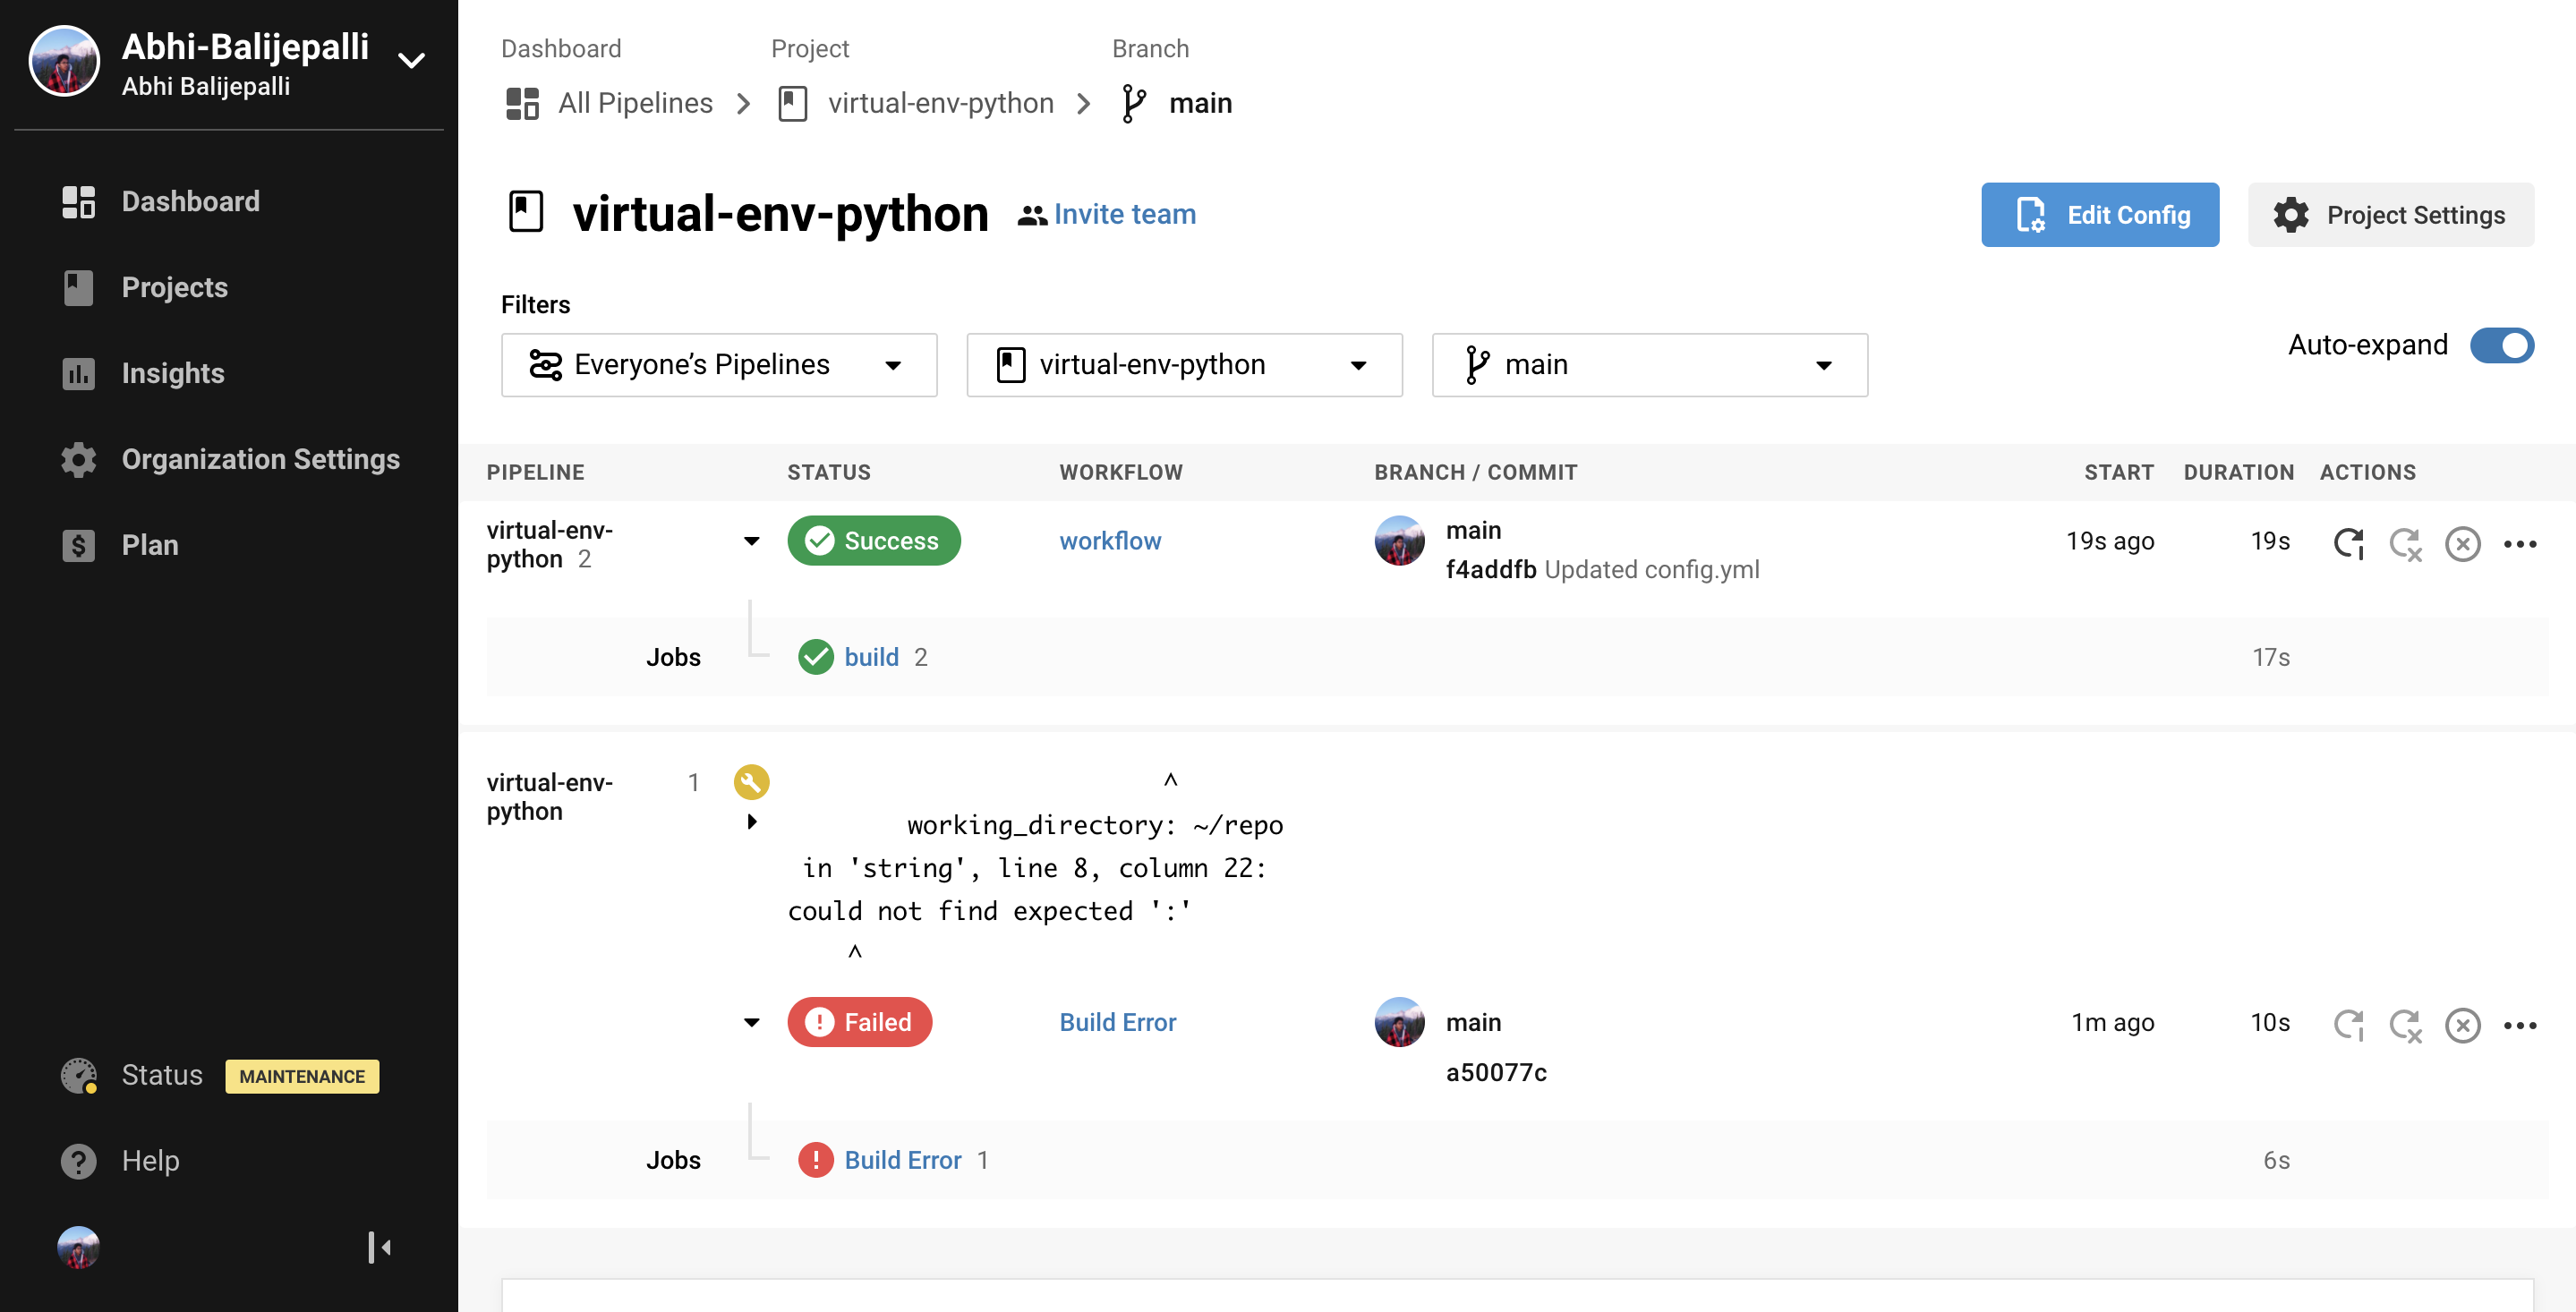 Abhi-Balijepalli
Abhi Balijepalli
Dashboard
Projects
Insights
Organization Settings
Plan
Status MAINTENANCE
Help
Dashboard Project Branch
All Pipelines virtual-env-python main
virtual-env-python Invite team
Edit Config Project Settings
Filters
Everyone’s Pipelines virtual-env-python main
Auto-expand
PIPELINE STATUS WORKFLOW BRANCH / COMMIT START DURATION ACTIONS
virtual-env-
python 2
Success workflow main 19s ago 19s
f4addfb Updated config.yml
Jobs build 2 17s
virtual-env-
python
1
^
working_directory: ~/repo
in 'string', line 8, column 22:
could not find expected ':'
^
Failed Build Error main 1m ago 10s
a50077c
Jobs Build Error 1 6s